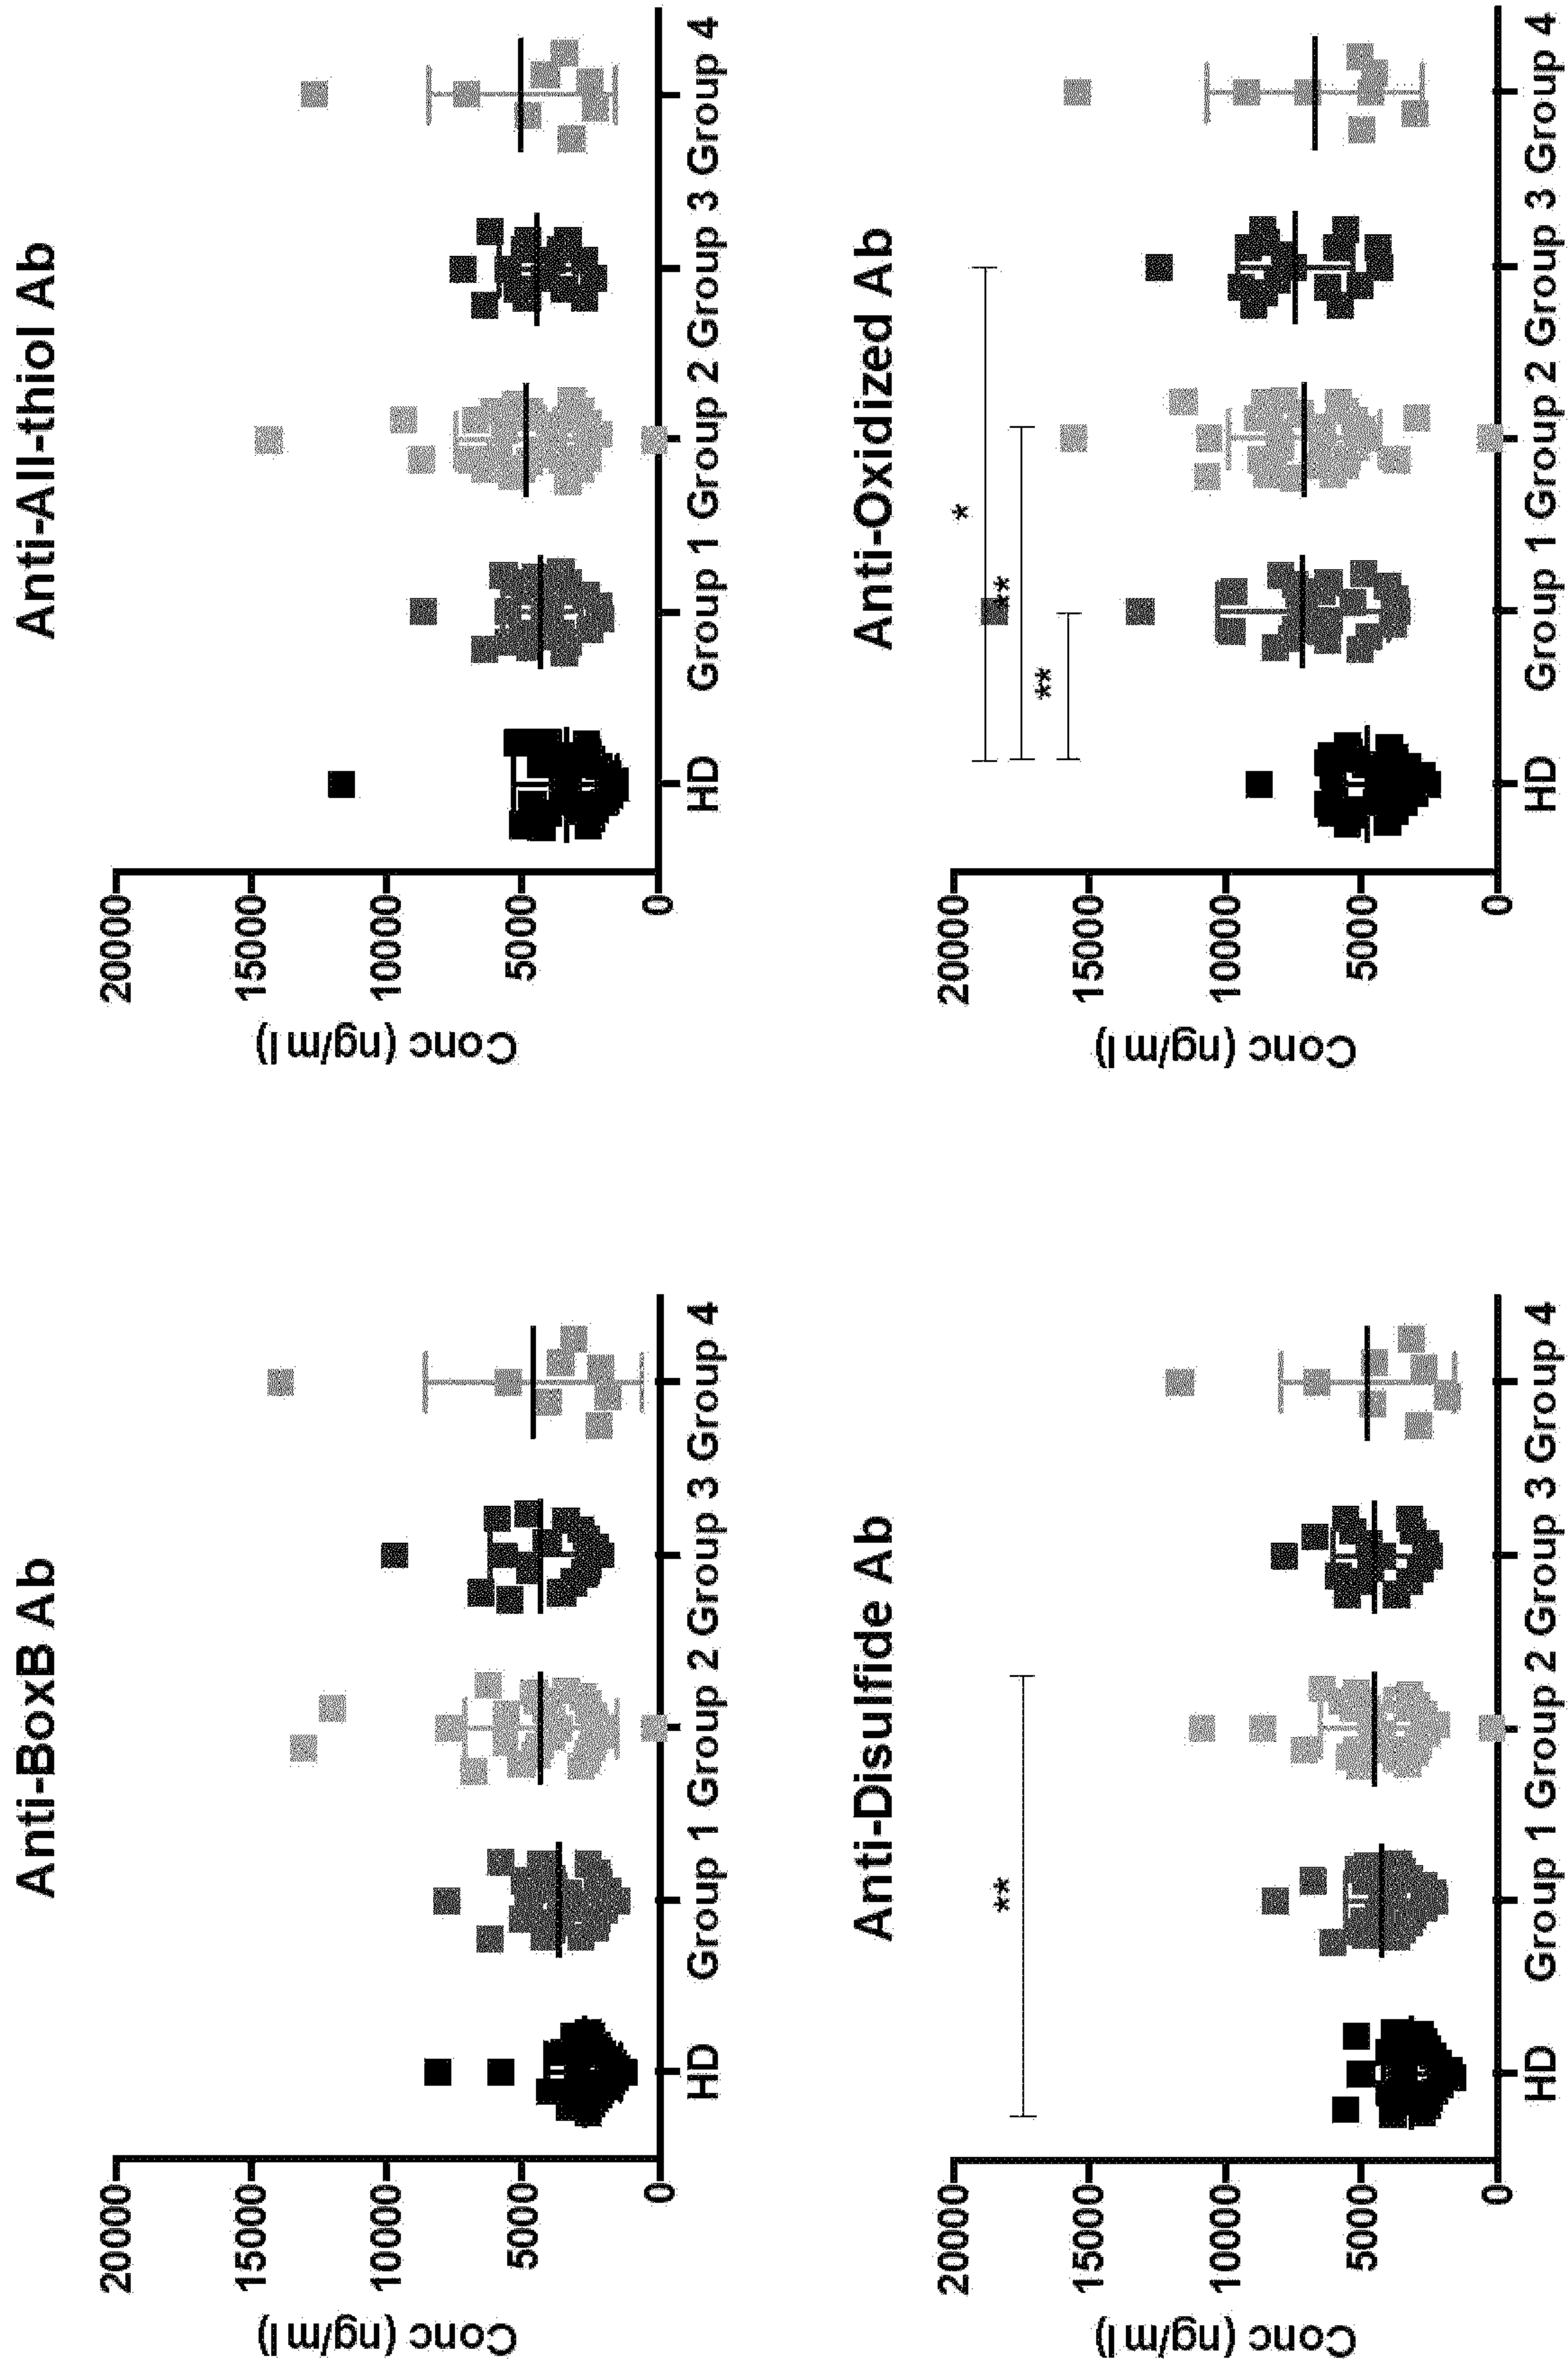 Anti-BoxB Ab
20000
15000
10000
5000
0
Conc (ng/ml)
HD Group 1 Group 2 Group 3 Group 4
Anti-All-thiol Ab
20000
15000
10000
5000
0
Conc (ng/ml)
HD Group 1 Group 2 Group 3 Group 4
Anti-Disulfide Ab
**
20000
15000
10000
5000
0
Conc (ng/ml)
HD Group 1 Group 2 Group 3 Group 4
Anti-Oxidized Ab
*
**
**
20000
15000
10000
5000
0
Conc (ng/ml)
HD Group 1 Group 2 Group 3 Group 4